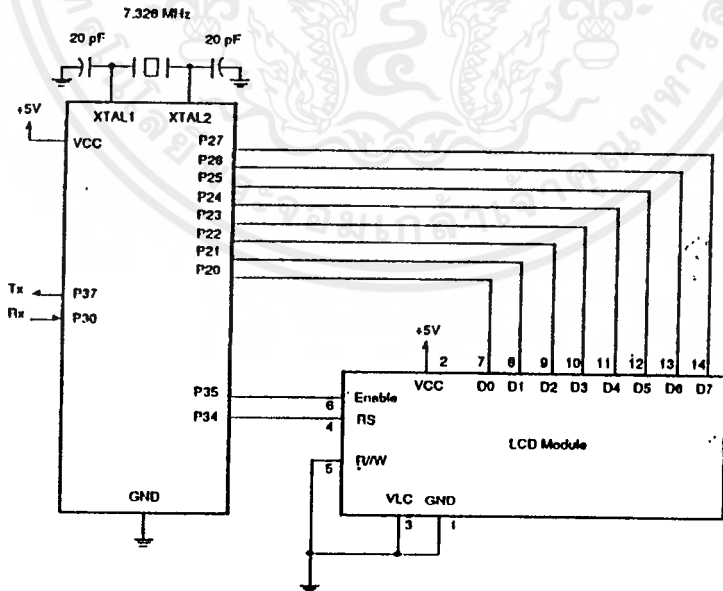 7.328 MHz
20 pF
20 pF
+5V
XTAL1
XTAL2
VCC
P27
P26
P25
P24
P23
P22
P21
P20
Tx
P37
Rx
P30
+5V
2
7
8
9
10
11
12
13
14
VCC
D0
D1
D2
D3
D4
D5
D6
D7
P35
6
Enable
P34
4
RS
LCD Module
5
R/W
GND
VLC
GND
3
1